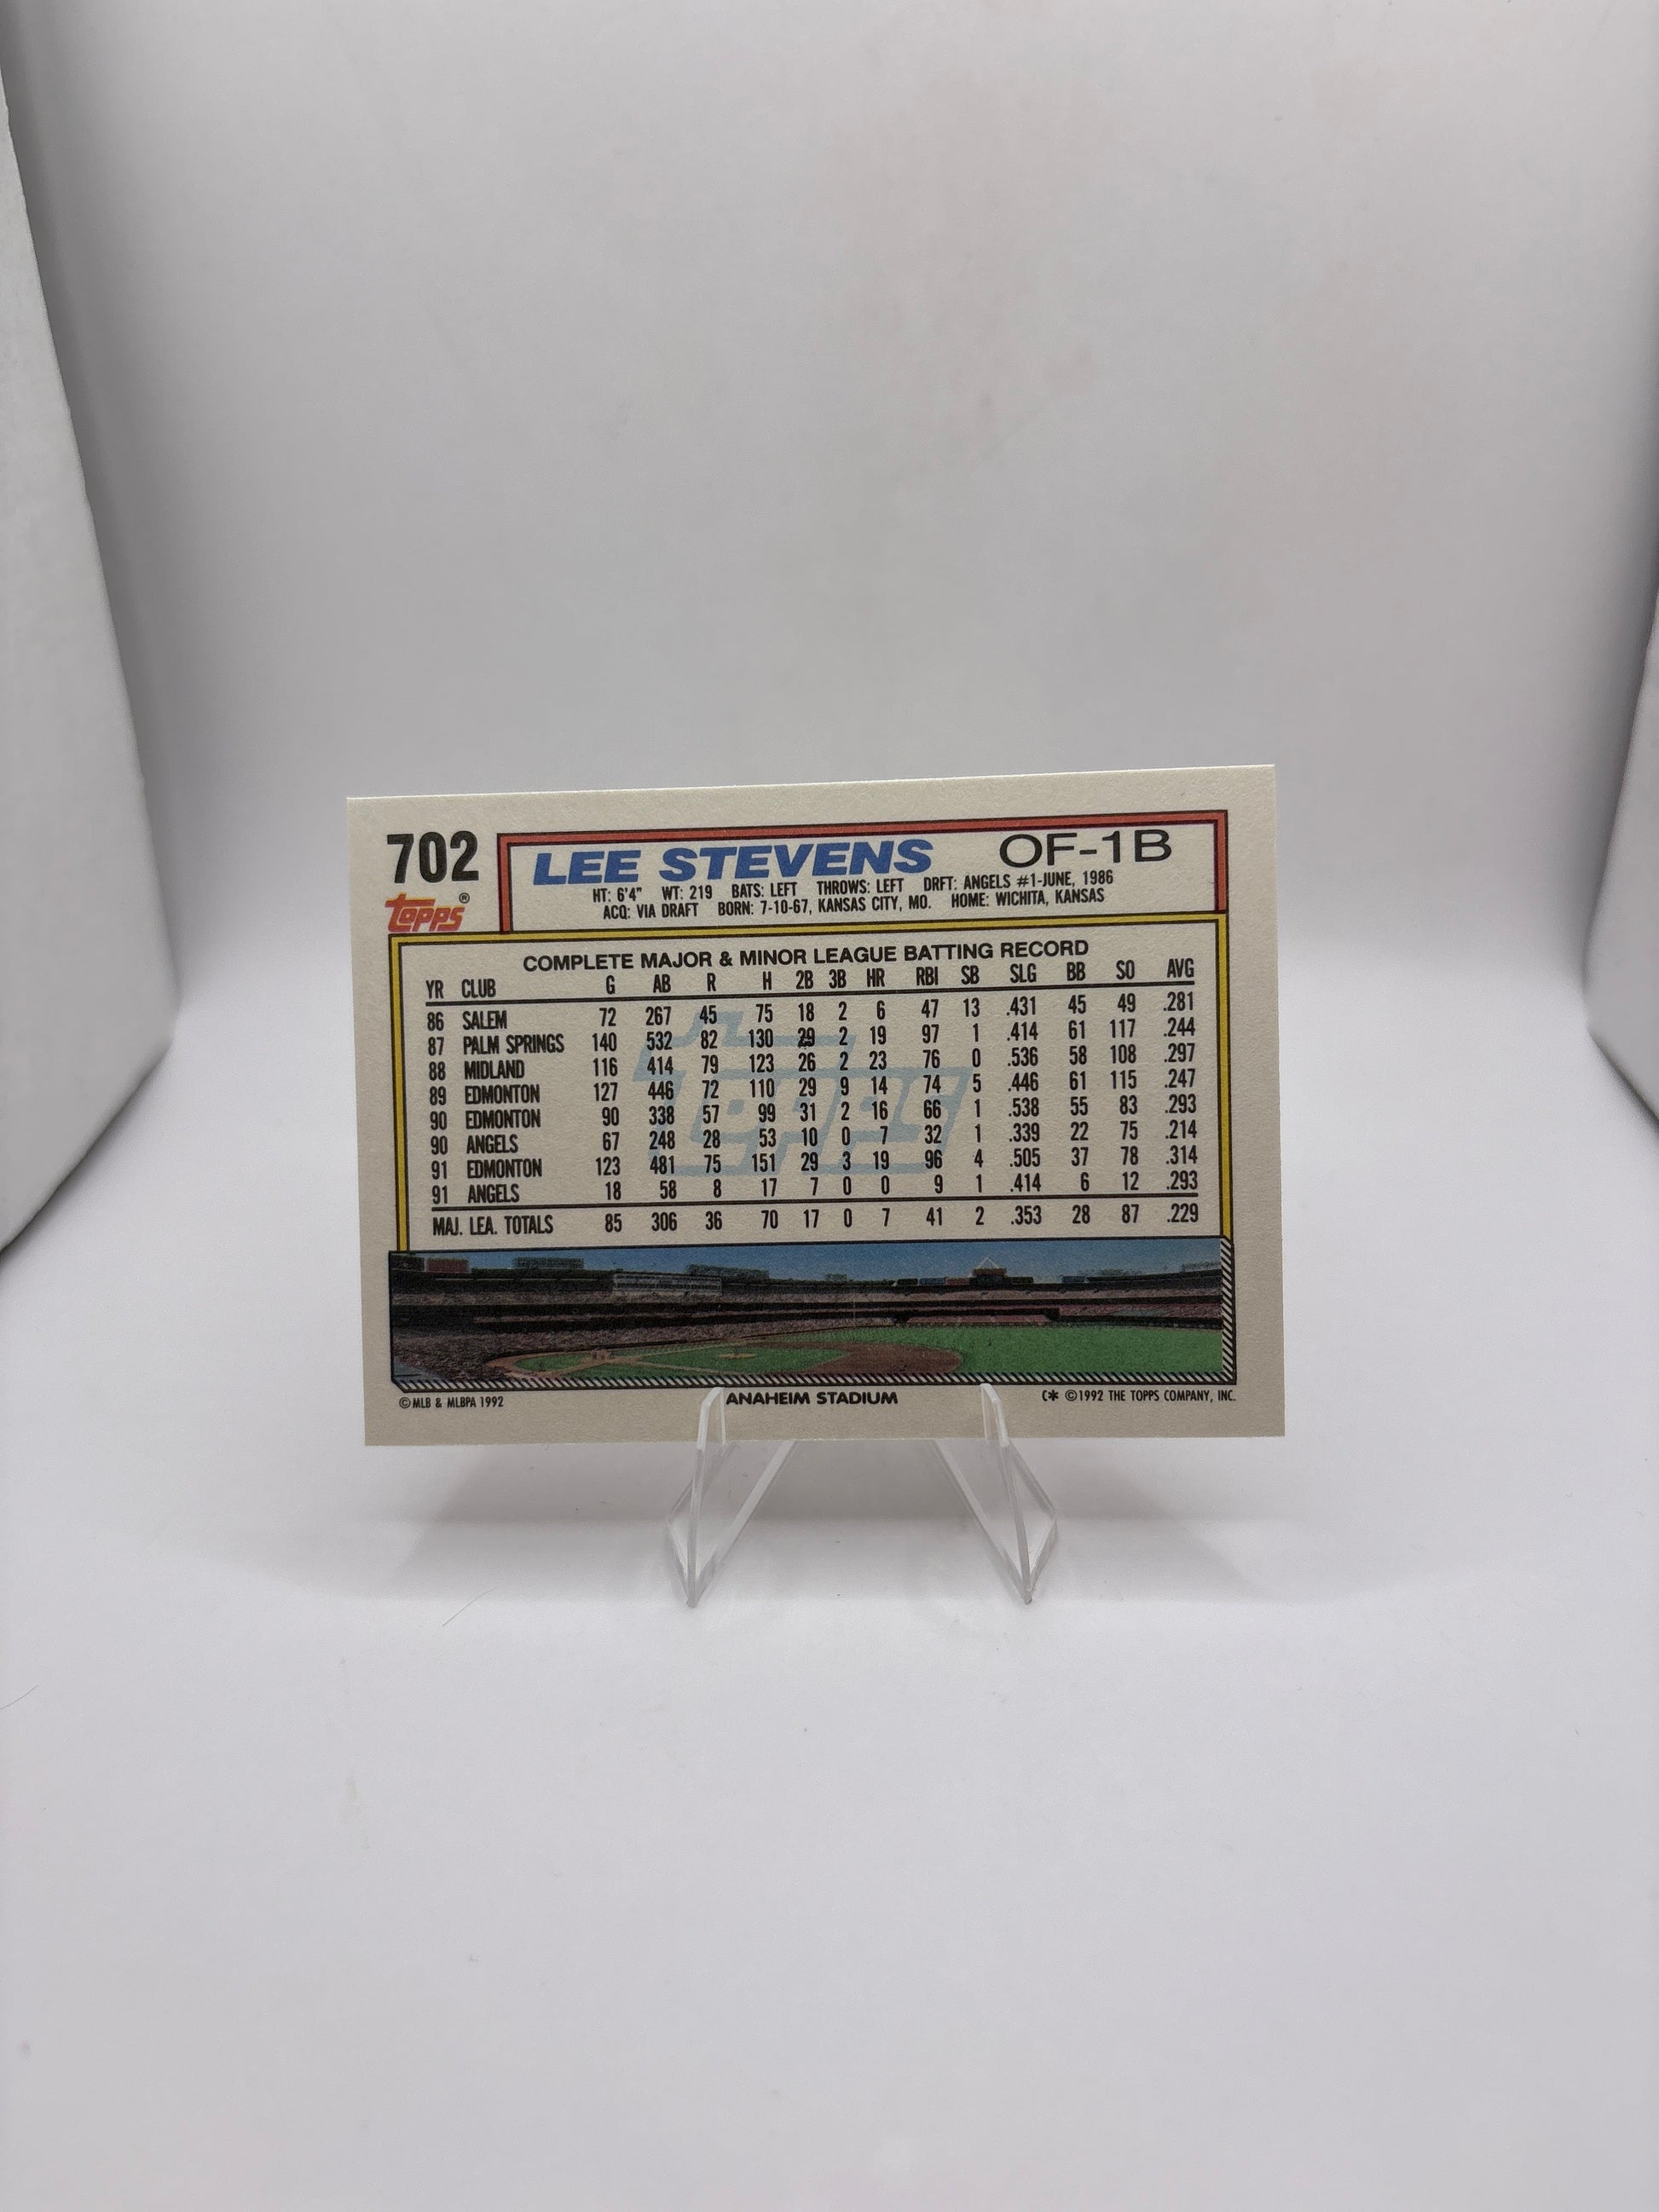 702
LEE STEVENS OF-1B
HT: 6'4" WT: 219 BATS: LEFT THROWS: LEFT DRFT: ANGELS #1-JUNE, 1986
ACQ: VIA DRAFT BORN: 7-10-67, KANSAS CITY, MO. HOME: WICHITA, KANSAS
Topps®
COMPLETE MAJOR & MINOR LEAGUE BATTING RECORD
YR CLUB G AB R H 2B 3B HR RBI SB SLG BB SO AVG
86 SALEM 72 267 45 75 18 2 6 47 13 .431 45 49 .281
87 PALM SPRINGS 140 532 82 130 29 2 19 97 1 .414 61 117 .244
88 MIDLAND 116 414 79 123 26 2 23 76 0 .536 58 108 .297
89 EDMONTON 127 446 72 110 29 9 14 74 5 .446 61 115 .247
90 EDMONTON 90 338 57 99 31 2 16 66 1 .538 55 83 .293
90 ANGELS 67 248 28 53 10 0 7 32 1 .339 22 75 .214
91 EDMONTON 123 481 75 151 29 3 19 96 4 .505 37 78 .314
91 ANGELS 18 58 8 17 7 0 0 9 1 .414 6 12 .293
MAJ. LEA. TOTALS 85 306 36 70 17 0 7 41 2 .353 28 87 .229
Topps
©MLB & MLBPA 1992 ANAHEIM STADIUM C* ©1992 THE TOPPS COMPANY, INC.